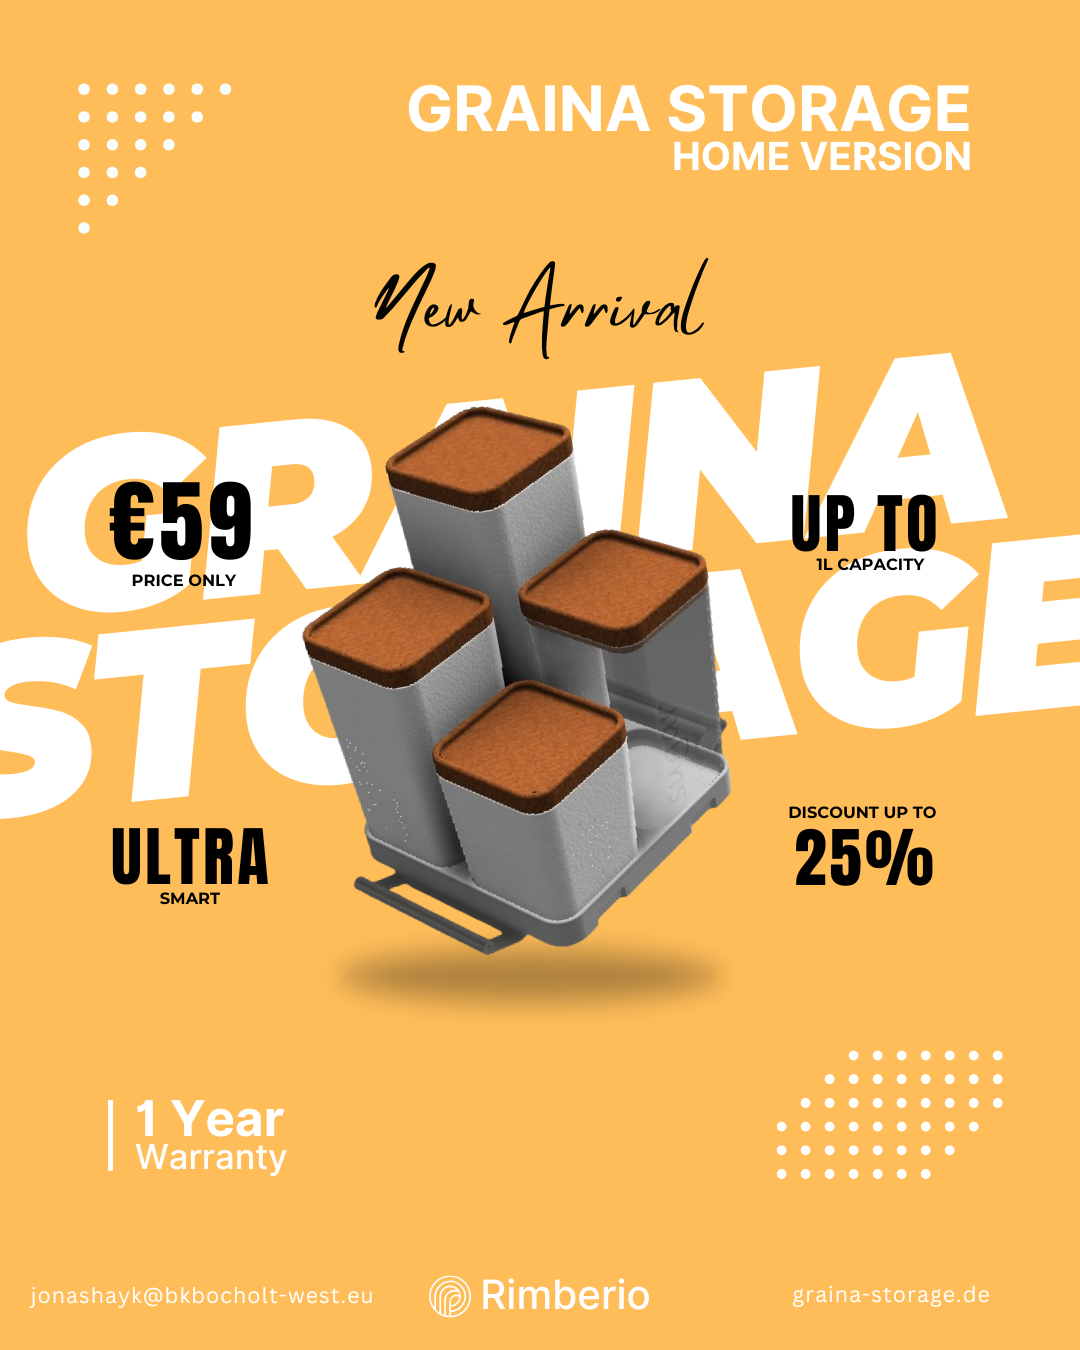 GRAINA STORAGE
HOME VERSION
New Arrival
GRAINA
STORAGE
€59
PRICE ONLY
UP TO
1L CAPACITY
ULTRA
SMART
DISCOUNT UP TO
25%
1 Year
Warranty
jonashayk@bkbocholt-west.eu
Rimberio
graina-storage.de